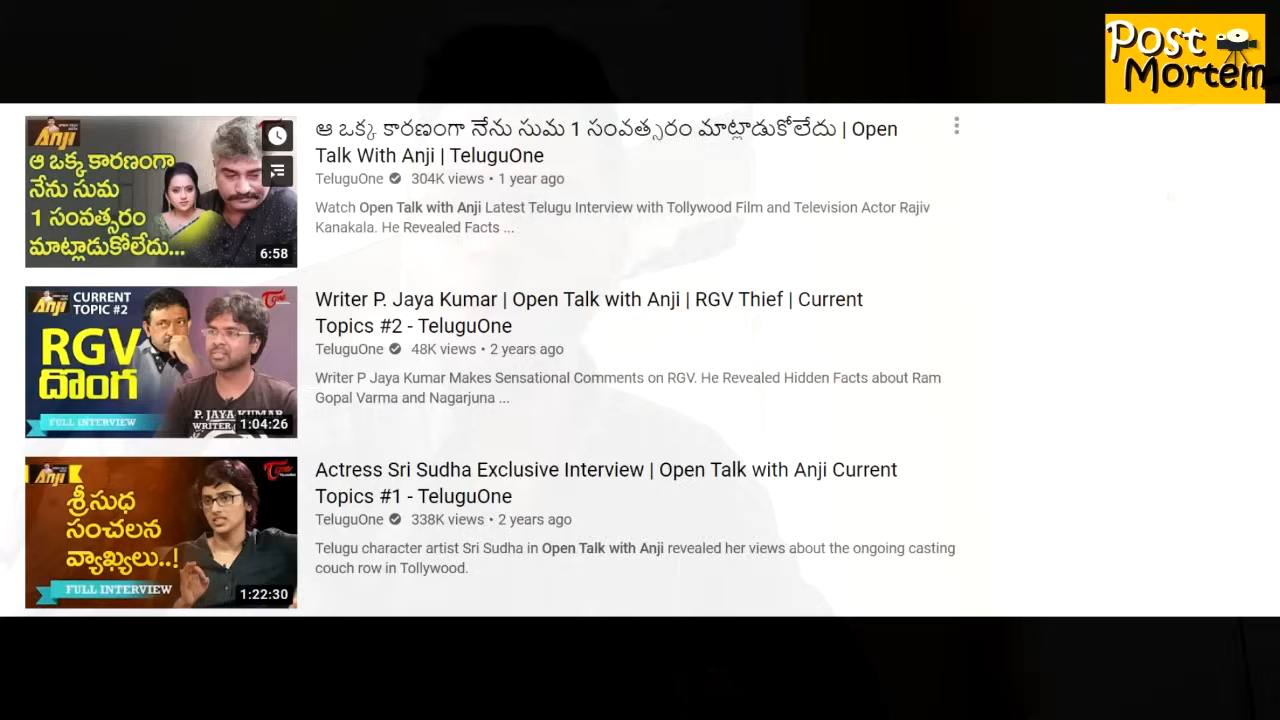 Post
Mortem
Anji
ఆ ఒక్క కారణంగా
నేను సుమ
1 సంవత్సరం
మాట్లాడుకోలేదు...
6:58
ఆ ఒక్క కారణంగా నేను సుమ 1 సంవత్సరం మాట్లాడుకోలేదు | Open
Talk With Anji | TeluguOne
TeluguOne 304K views • 1 year ago
Watch Open Talk with Anji Latest Telugu Interview with Tollywood Film and Television Actor Rajiv
Kanakala. He Revealed Facts ...
Anji
CURRENT
TOPIC #2
RGV
దొంగ
FULL INTERVIEW
P. JAYA KUMAR
WRITER
1:04:26
Writer P. Jaya Kumar | Open Talk with Anji | RGV Thief | Current
Topics #2 - TeluguOne
TeluguOne 48K views • 2 years ago
Writer P Jaya Kumar Makes Sensational Comments on RGV. He Revealed Hidden Facts about Ram
Gopal Varma and Nagarjuna ...
Anji
శ్రీసుధ
సంచలన
వ్యాఖ్యలు..!
FULL INTERVIEW
1:22:30
Actress Sri Sudha Exclusive Interview | Open Talk with Anji Current
Topics #1 - TeluguOne
TeluguOne 338K views • 2 years ago
Telugu character artist Sri Sudha in Open Talk with Anji revealed her views about the ongoing casting
couch row in Tollywood.